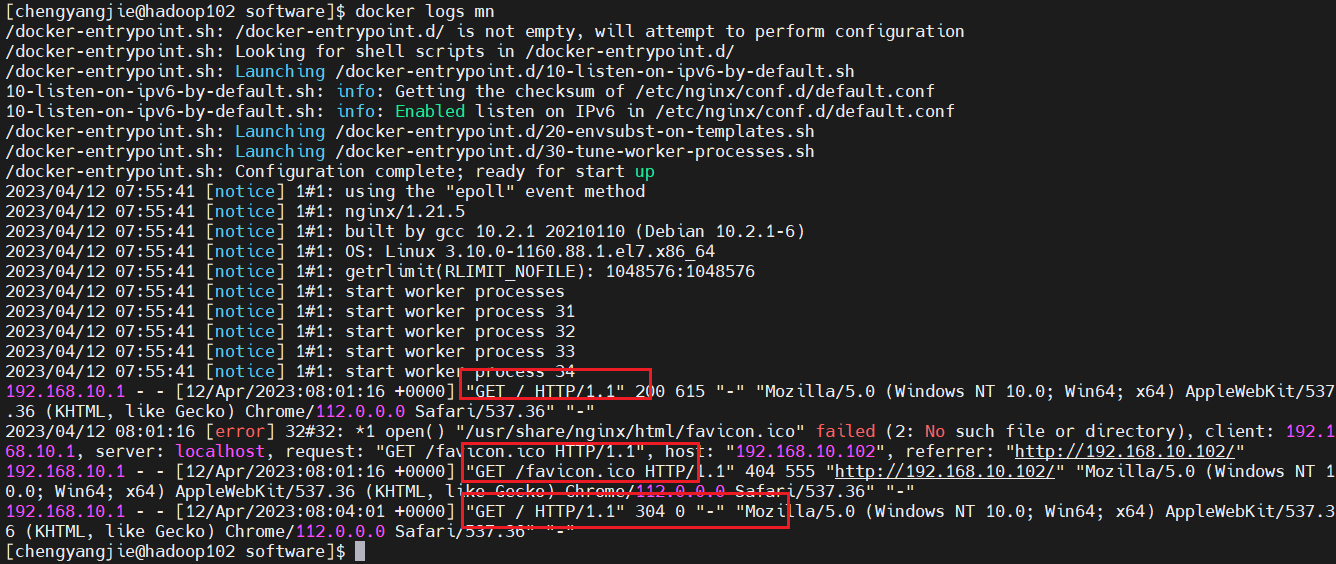 [chengyangjie@hadoop102 software]$ docker logs mn
/docker-entrypoint.sh: /docker-entrypoint.d/ is not empty, will attempt to perform configuration
/docker-entrypoint.sh: Looking for shell scripts in /docker-entrypoint.d/
/docker-entrypoint.sh: Launching /docker-entrypoint.d/10-listen-on-ipv6-by-default.sh
10-listen-on-ipv6-by-default.sh: info: Getting the checksum of /etc/nginx/conf.d/default.conf
10-listen-on-ipv6-by-default.sh: info: Enabled listen on IPv6 in /etc/nginx/conf.d/default.conf
/docker-entrypoint.sh: Launching /docker-entrypoint.d/20-envsubst-on-templates.sh
/docker-entrypoint.sh: Launching /docker-entrypoint.d/30-tune-worker-processes.sh
/docker-entrypoint.sh: Configuration complete; ready for start up
2023/04/12 07:55:41 [notice] 1#1: using the "epoll" event method
2023/04/12 07:55:41 [notice] 1#1: nginx/1.21.5
2023/04/12 07:55:41 [notice] 1#1: built by gcc 10.2.1 20210110 (Debian 10.2.1-6)
2023/04/12 07:55:41 [notice] 1#1: OS: Linux 3.10.0-1160.88.1.el7.x86_64
2023/04/12 07:55:41 [notice] 1#1: getrlimit(RLIMIT_NOFILE): 1048576:1048576
2023/04/12 07:55:41 [notice] 1#1: start worker processes
2023/04/12 07:55:41 [notice] 1#1: start worker process 31
2023/04/12 07:55:41 [notice] 1#1: start worker process 32
2023/04/12 07:55:41 [notice] 1#1: start worker process 33
2023/04/12 07:55:41 [notice] 1#1: start worker process 34
192.168.10.1 - - [12/Apr/2023:08:01:16 +0000] "GET / HTTP/1.1" 200 615 "-" "Mozilla/5.0 (Windows NT 10.0; Win64; x64) AppleWebKit/537
.36 (KHTML, like Gecko) Chrome/112.0.0.0 Safari/537.36" "-"
2023/04/12 08:01:16 [error] 32#32: *1 open() "/usr/share/nginx/html/favicon.ico" failed (2: No such file or directory), client: 192.1
68.10.1, server: localhost, request: "GET /favicon.ico HTTP/1.1", host: "192.168.10.102", referrer: "http://192.168.10.102/"
192.168.10.1 - - [12/Apr/2023:08:01:16 +0000] "GET /favicon.ico HTTP/1.1" 404 555 "http://192.168.10.102/" "Mozilla/5.0 (Windows NT 1
0.0; Win64; x64) AppleWebKit/537.36 (KHTML, like Gecko) Chrome/112.0.0.0 Safari/537.36" "-"
192.168.10.1 - - [12/Apr/2023:08:04:01 +0000] "GET / HTTP/1.1" 304 0 "-" "Mozilla/5.0 (Windows NT 10.0; Win64; x64) AppleWebKit/537.3
6 (KHTML, like Gecko) Chrome/112.0.0.0 Safari/537.36" "-"
[chengyangjie@hadoop102 software]$